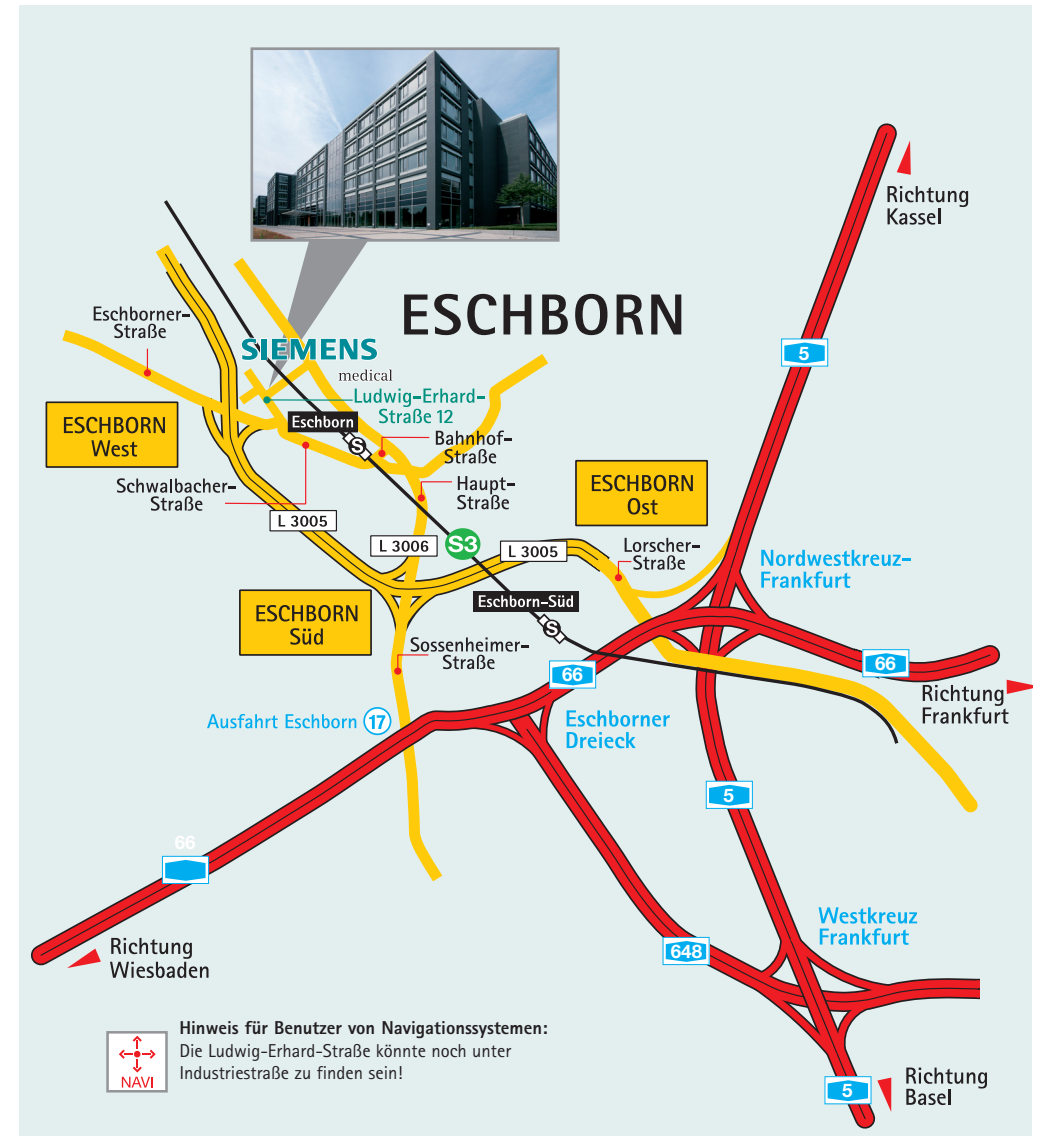 Richtung
Kassel
ESCHBORN
Eschborner-
Straße
5
SIEMENS
medical
Ludwig-Erhard-
Straße 12
Eschborn
S
ESCHBORN
West
Bahnhof-
Straße
Schwalbacher-
Straße
Haupt-
Straße
ESCHBORN
Ost
L 3005
L 3006
S3
L 3005
Lorscher-
Straße
Nordwestkreuz-
Frankfurt
ESCHBORN
Süd
Eschborn-Süd
S
Sossenheimer-
Straße
66
66
Richtung
Frankfurt
Ausfahrt Eschborn 17
Eschborner
Dreieck
5
66
Westkreuz
Frankfurt
648
Richtung
Wiesbaden
Hinweis für Benutzer von Navigationssystemen:
Die Ludwig-Erhard-Straße könnte noch unter
Industriestraße zu finden sein!
NAVI
5
Richtung
Basel